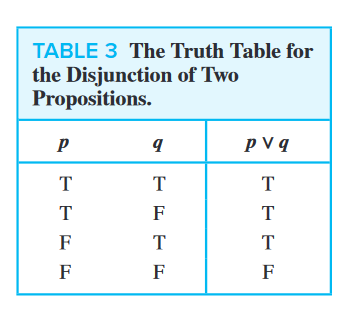 TABLE 3 The Truth Table for
the Disjunction of Two
Propositions.
p q p ∨ q
T T T
T F T
F T T
F F F